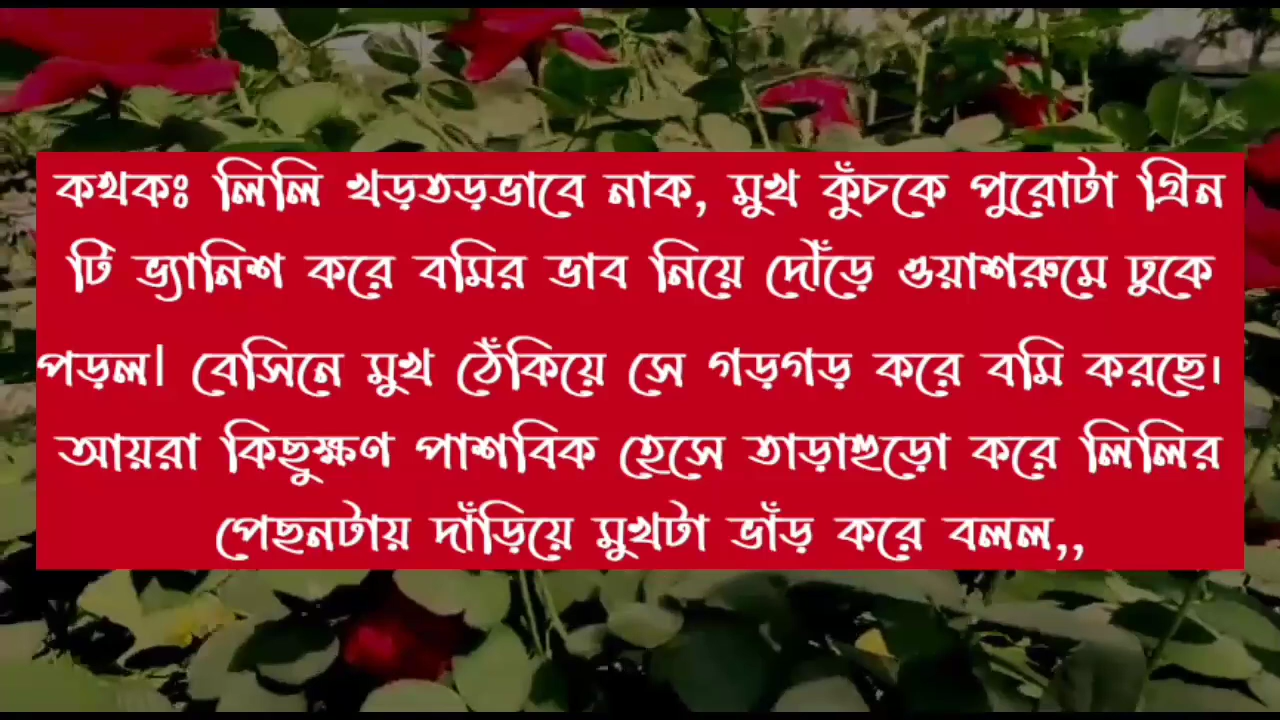 কথকঃ লিলি খড়তড়ভাবে নাক, মুখ কুঁচকে পুরোটা গ্রিন
টি ভ্যানিশ করে বমির ভাব নিয়ে দৌঁড়ে ওয়াশরুমে ঢুকে
পড়ল। বেসিনে মুখ ঠেঁকিয়ে সে গড়গড় করে বমি করছে।
আয়রা কিছুক্ষণ পাশবিক হেসে তাড়াহুড়ো করে লিলির
পেছনটায় দাঁড়িয়ে মুখটা ভাঁড় করে বলল,,